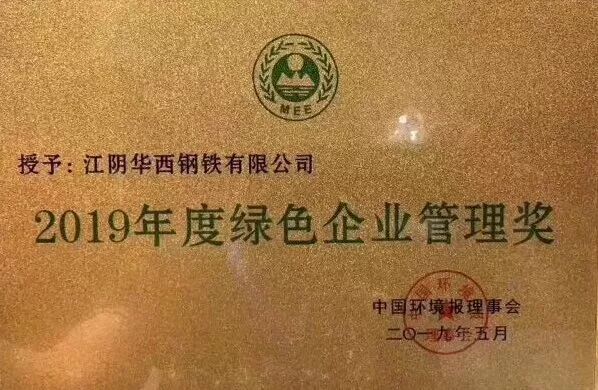 MEE
授予：江阴华西钢铁有限公司
2019年度绿色企业管理奖
中国环境报理事会
二〇一九年五月